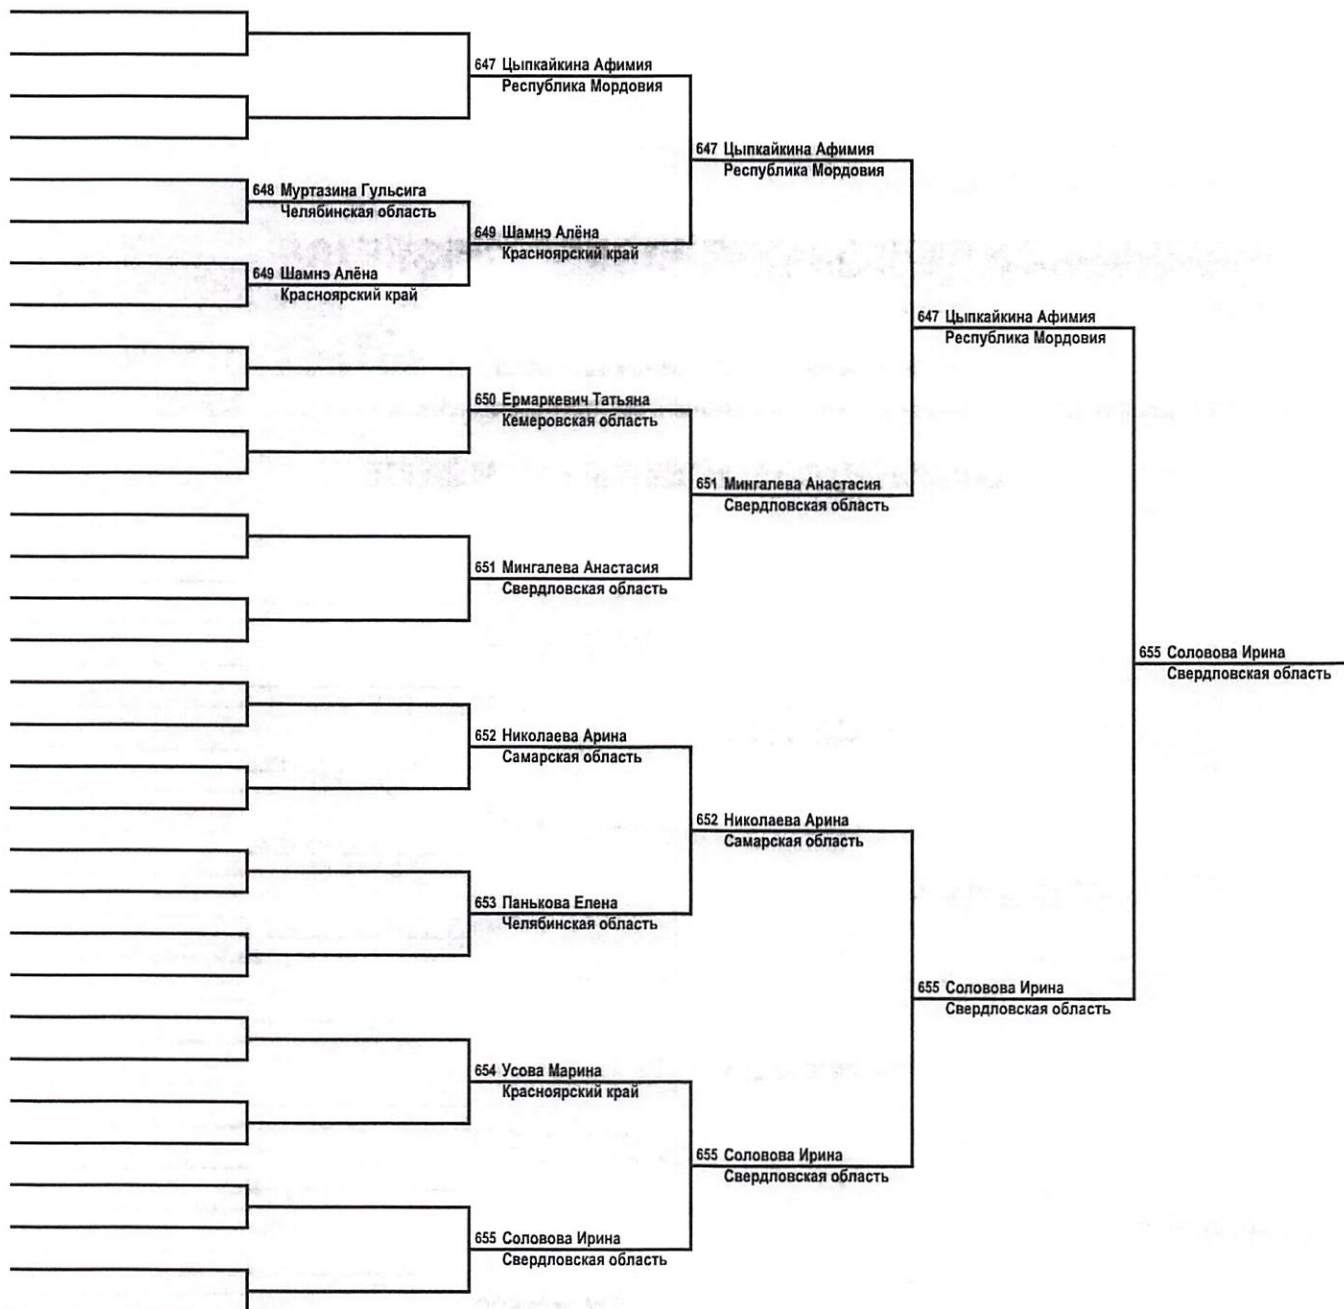 647 Цыпкайкина Афимия
Республика Мордовия
647 Цыпкайкина Афимия
Республика Мордовия
648 Муртазина Гульсига
Челябинская область
649 Шамнэ Алёна
Красноярский край
649 Шамнэ Алёна
Красноярский край
647 Цыпкайкина Афимия
Республика Мордовия
650 Ермаркевич Татьяна
Кемеровская область
651 Мингалева Анастасия
Свердловская область
651 Мингалева Анастасия
Свердловская область
655 Соловова Ирина
Свердловская область
652 Николаева Арина
Самарская область
652 Николаева Арина
Самарская область
653 Панькова Елена
Челябинская область
655 Соловова Ирина
Свердловская область
654 Усова Марина
Красноярский край
655 Соловова Ирина
Свердловская область
655 Соловова Ирина
Свердловская область